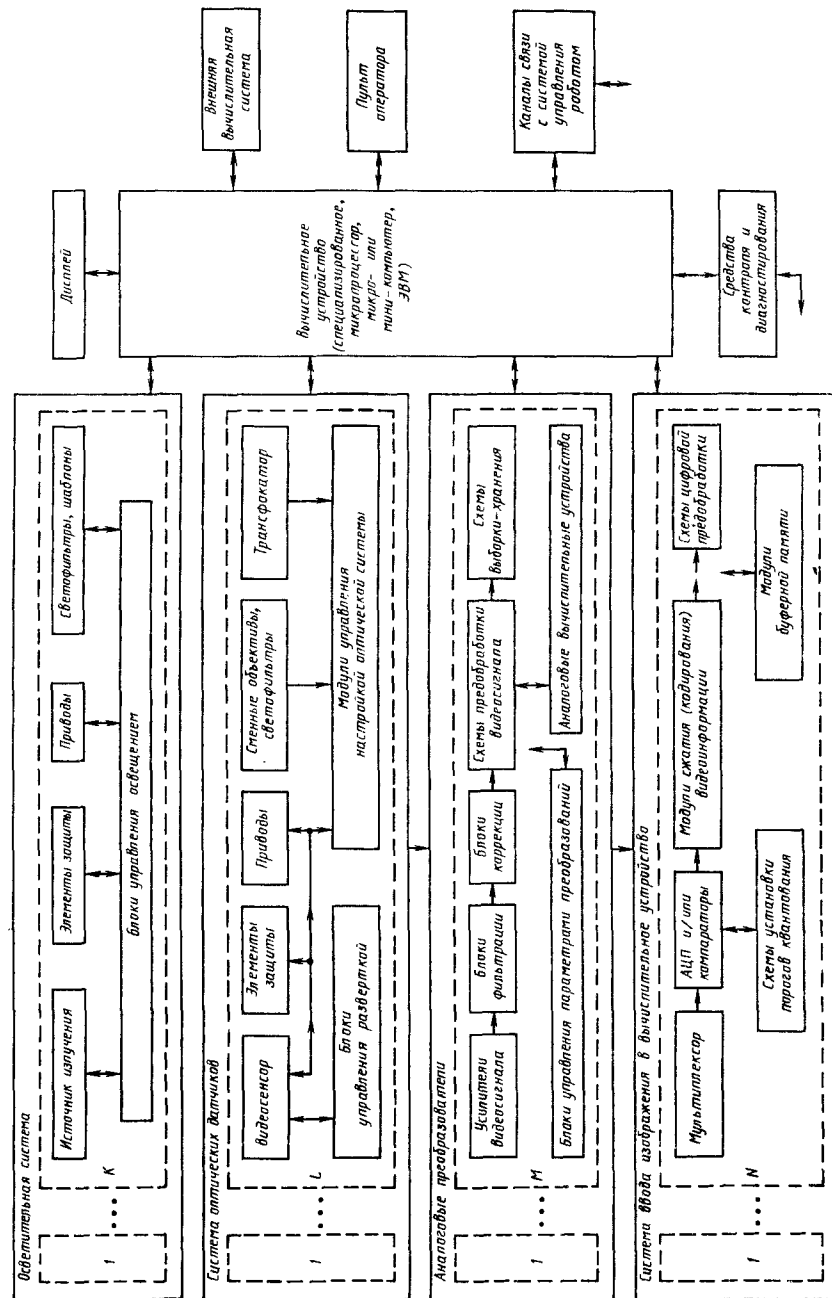 Осветительная система
1
K
Источник излучения
Элементы защиты
Приводы
Светофильтры, шаблоны
Блоки управления освещением
Система оптических датчиков
1
L
Видеосенсор
Элементы
защиты
Приводы
Сменные объективы,
светофильтры
Трансфокатор
Блоки
управления разверткой
Модули управления
настройкой оптической системы
Аналоговые преобразователи
1
M
Усилители
видеосигнала
Блоки
фильтрации
Блоки
коррекции
Схемы предобработки
видеосигнала
Схемы
выборки-хранения
Блоки управления параметрами преобразований
Аналоговые вычислительные устройства
Система ввода изображения в вычислительное устройство
1
N
Мультиплексор
АЦП и/или
компараторы
Модули сжатия (кодирования)
видеоинформации
Схемы цифровой
предобработки
Схемы установки
порогов квантования
Модули
буферной памяти
Дисплей
Вычислительное
устройство
(специализированное,
микропроцессор,
микро- или
мини-компьютер,
ЭВМ)
Средства
контроля и
диагностирования
Внешняя
вычислительная
система
Пульт
оператора
Каналы связи
с системой
управления
роботом